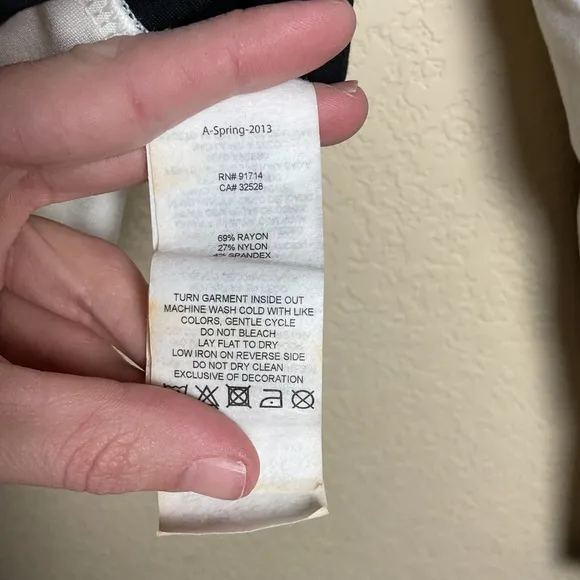 A-Spring-2013
RN# 91714
CA# 32528
69% RAYON
27% NYLON
4% SPANDEX
TURN GARMENT INSIDE OUT
MACHINE WASH COLD WITH LIKE
COLORS, GENTLE CYCLE
DO NOT BLEACH
LAY FLAT TO DRY
LOW IRON ON REVERSE SIDE
DO NOT DRY CLEAN
EXCLUSIVE OF DECORATION